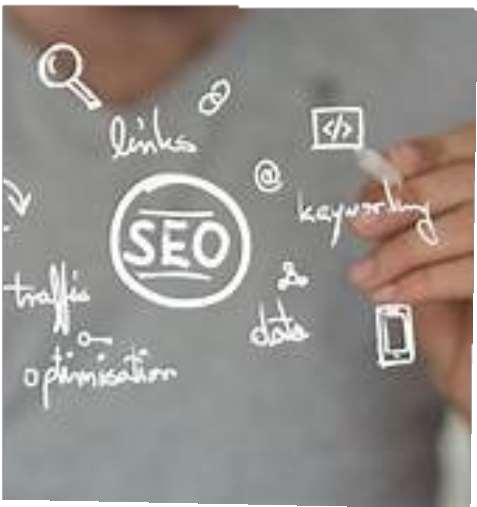 links
</>
@
keywording
SEO
traffic
data
optimisation